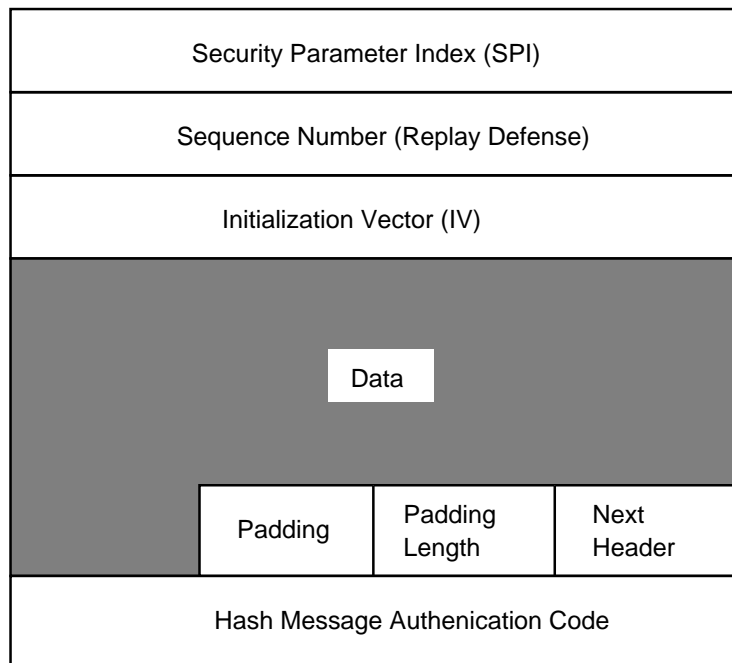 Security Parameter Index (SPI)
Sequence Number (Replay Defense)
Initialization Vector (IV)
Data
Padding
Padding
Length
Next
Header
Hash Message Authenication Code